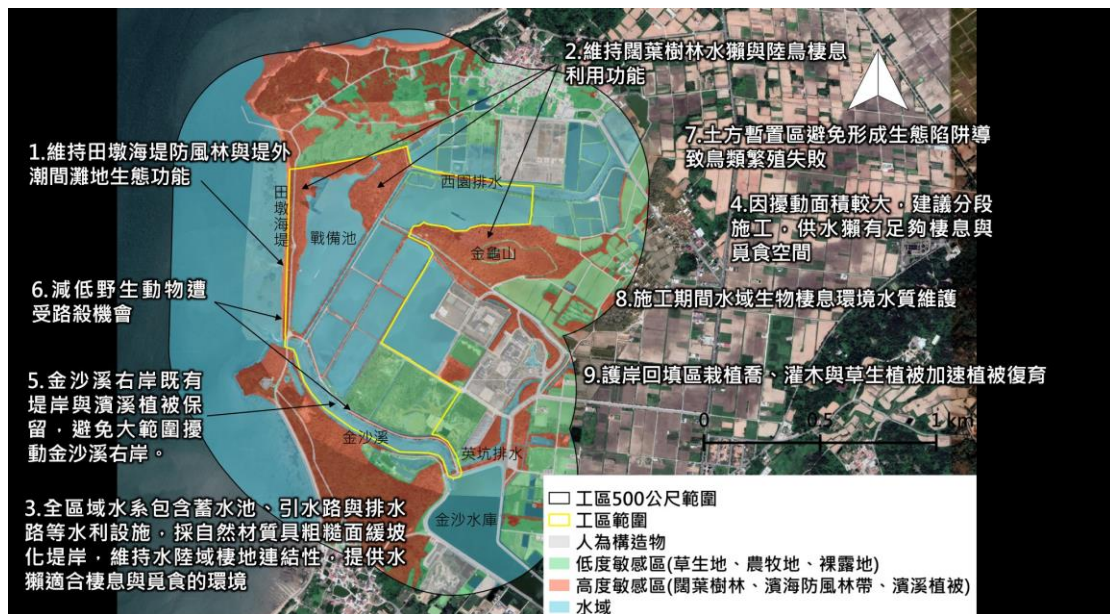 2.維持闊葉樹林水獺與陸鳥棲息
利用功能
1.維持田墩海堤防風林與堤外
潮間灘地生態功能
7.土方暫置區避免形成生態陷阱導
致鳥類繁殖失敗
西園排水
田墩海堤
戰備池
金龜山
4.因擾動面積較大，建議分段
施工，供水獺有足夠棲息與
覓食空間
6.減低野生動物遭
受路殺機會
8.施工期間水域生物棲息環境水質維護
5.金沙溪右岸既有
堤岸與濱溪植被保
留，避免大範圍擾
動金沙溪右岸。
9.護岸回填區栽植喬、灌木與草生植被加速植被復育
0 0.5 1 km
金沙溪
英坑排水
金沙水庫
3.全區域水系包含蓄水池、引水路與排水
路等水利設施，採自然材質具粗糙面緩坡
化堤岸，維持水陸域棲地連結性，提供水
獺適合棲息與覓食的環境
工區500公尺範圍
工區範圍
人為構造物
低度敏感區(草生地、農牧地、裸露地)
高度敏感區(闊葉樹林、濱海防風林帶、濱溪植被)
水域